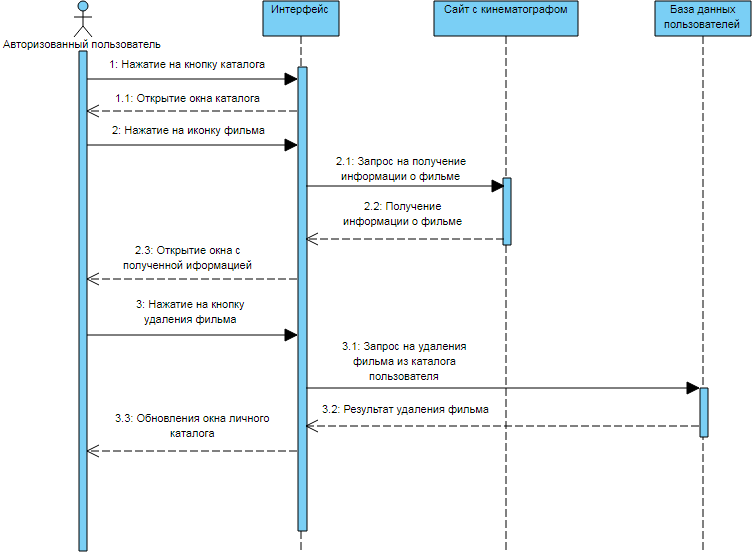 Авторизованный пользователь
Интерфейс
Сайт с кинематографом
База данных
пользователей
1: Нажатие на кнопку каталога
1.1: Открытие окна каталога
2: Нажатие на иконку фильма
2.1: Запрос на получение
информации о фильме
2.2: Получение
информации о фильме
2.3: Открытие окна с
полученной иформацией
3: Нажатие на кнопку
удаления фильма
3.1: Запрос на удаления
фильма из каталога
пользователя
3.2: Результат удаления фильма
3.3: Обновления окна личного
каталога